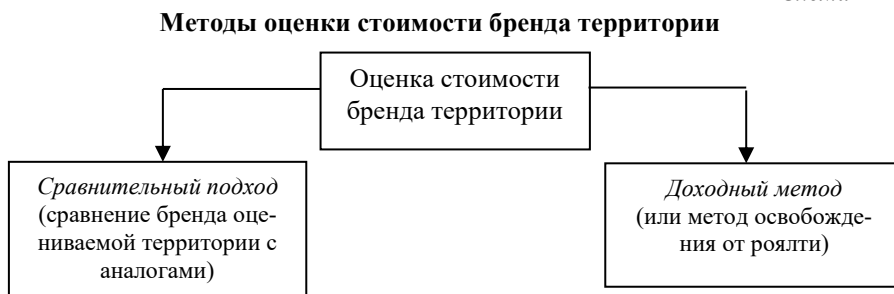 Методы оценки стоимости бренда территории
Оценка стоимости
бренда территории
Сравнительный подход
(сравнение бренда оце-
ниваемой территории с
аналогами)
Доходный метод
(или метод освобожде-
ния от роялти)